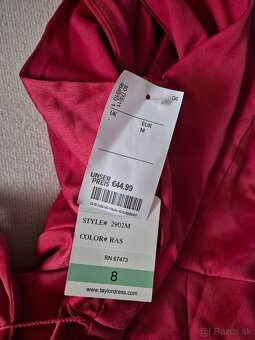 04
EUR
M
UK
UNSER
PREIS €44.99
STYLE# 2902M
COLOR# RAS
RN 67473
8
www.taylordress.com
© bazos.sk